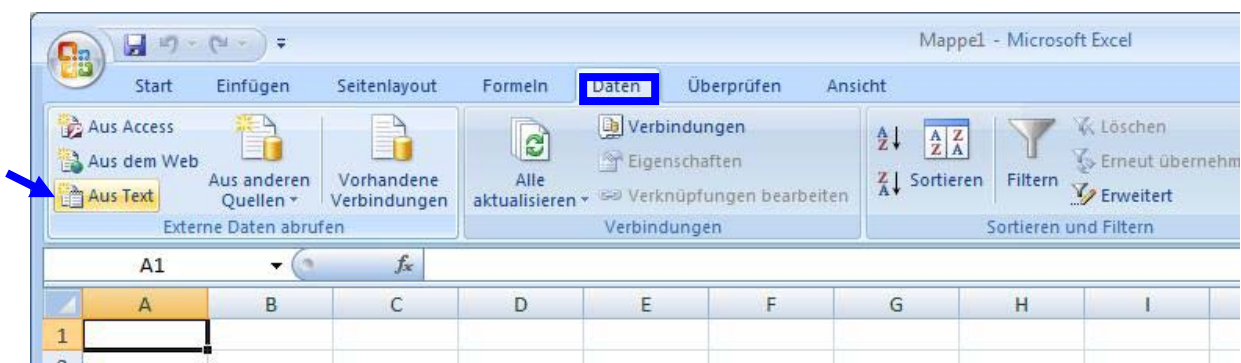 Mappe1 - Microsoft Excel
Start Einfügen Seitenlayout Formeln Daten Überprüfen Ansicht
Aus Access
Aus dem Web
Aus Text
Aus anderen
Quellen
Vorhandene
Verbindungen
Externe Daten abrufen
Alle
aktualisieren
Verbindungen
Eigenschaften
Verknüpfungen bearbeiten
Verbindungen
A
Z
Z
A
A Z
Z A
Sortieren
Filtern
Löschen
Erneut übernehm
Erweitert
Sortieren und Filtern
A1 fx
A B C D E F G H I
1